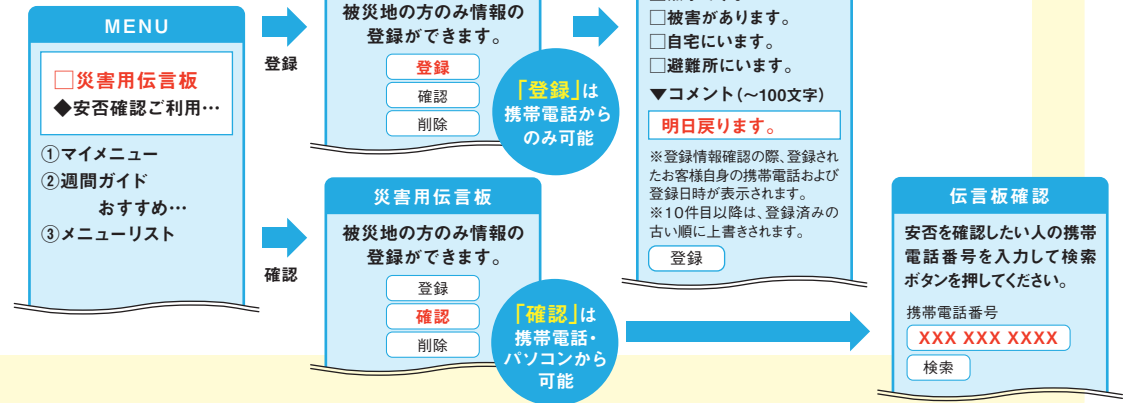 MENU
□災害用伝言板
◆安否確認ご利用…
①マイメニュー
②週間ガイド
おすすめ…
③メニューリスト
登録
被災地の方のみ情報の
登録ができます。
登録
確認
削除
「登録」は
携帯電話から
のみ可能
□被害があります。
□自宅にいます。
□避難所にいます。
▼コメント（～100文字）
明日戻ります。
※登録情報確認の際、登録され
たお客様自身の携帯電話および
登録日時が表示されます。
※10件目以降は、登録済みの
古い順に上書きされます。
登録
確認
災害用伝言板
被災地の方のみ情報の
登録ができます。
登録
確認
削除
「確認」は
携帯電話・
パソコンから
可能
伝言板確認
安否を確認したい人の携帯
電話番号を入力して検索
ボタンを押してください。
携帯電話番号
XXX XXX XXXX
検索